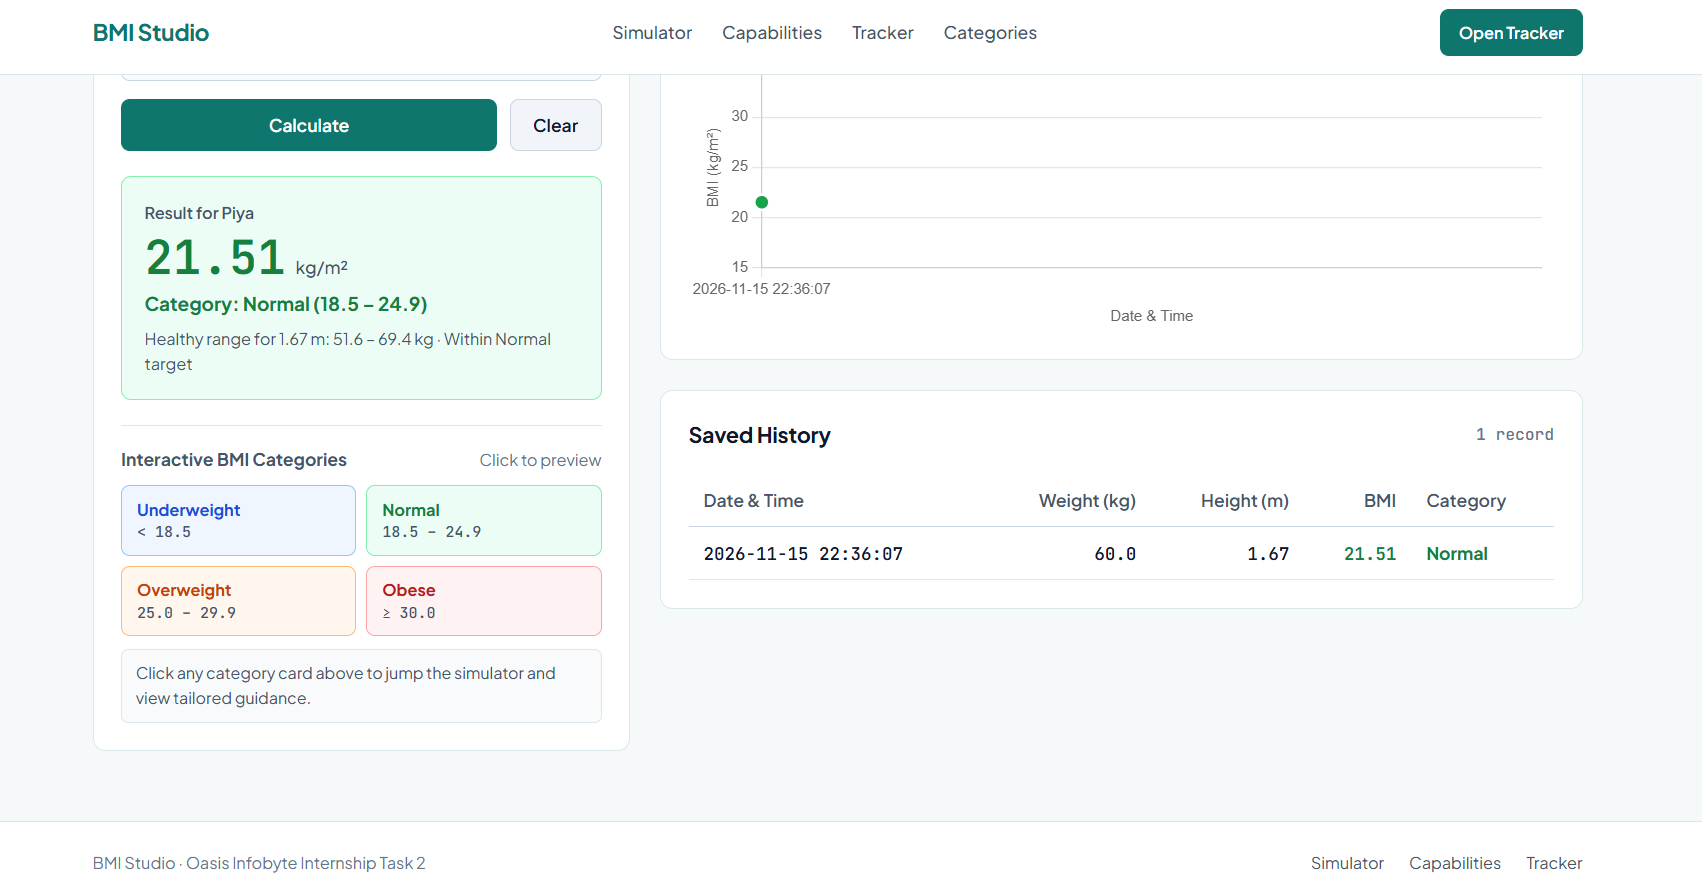 BMI Studio
Simulator
Capabilities
Tracker
Categories
Open Tracker
Calculate
Clear
Result for Piya
21.51 kg/m²
Category: Normal (18.5 – 24.9)
Healthy range for 1.67 m: 51.6 – 69.4 kg · Within Normal
target
Interactive BMI Categories
Click to preview
Underweight
< 18.5
Normal
18.5 – 24.9
Overweight
25.0 – 29.9
Obese
≥ 30.0
Click any category card above to jump the simulator and
view tailored guidance.
BMI (kg/m²)
30
25
20
15
2026-11-15 22:36:07
Date & Time
Saved History
1 record
Date & Time Weight (kg) Height (m) BMI Category
2026-11-15 22:36:07 60.0 1.67 21.51 Normal
BMI Studio · Oasis Infobyte Internship Task 2
Simulator
Capabilities
Tracker